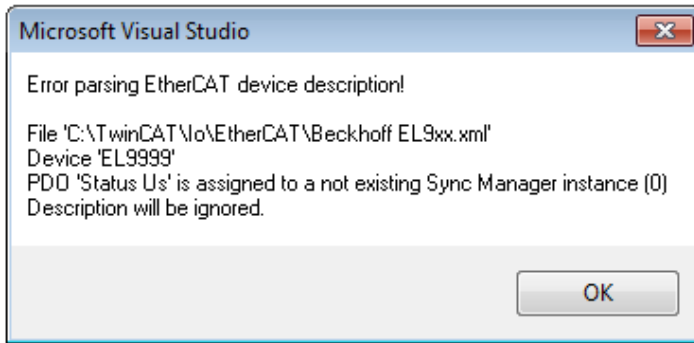 Microsoft Visual Studio
Error parsing EtherCAT device description!
File 'C:\TwinCAT\Io\EtherCAT\Beckhoff EL9xx.xml'
Device 'EL9999'
PDO 'Status Us' is assigned to a not existing Sync Manager instance (0)
Description will be ignored.
OK